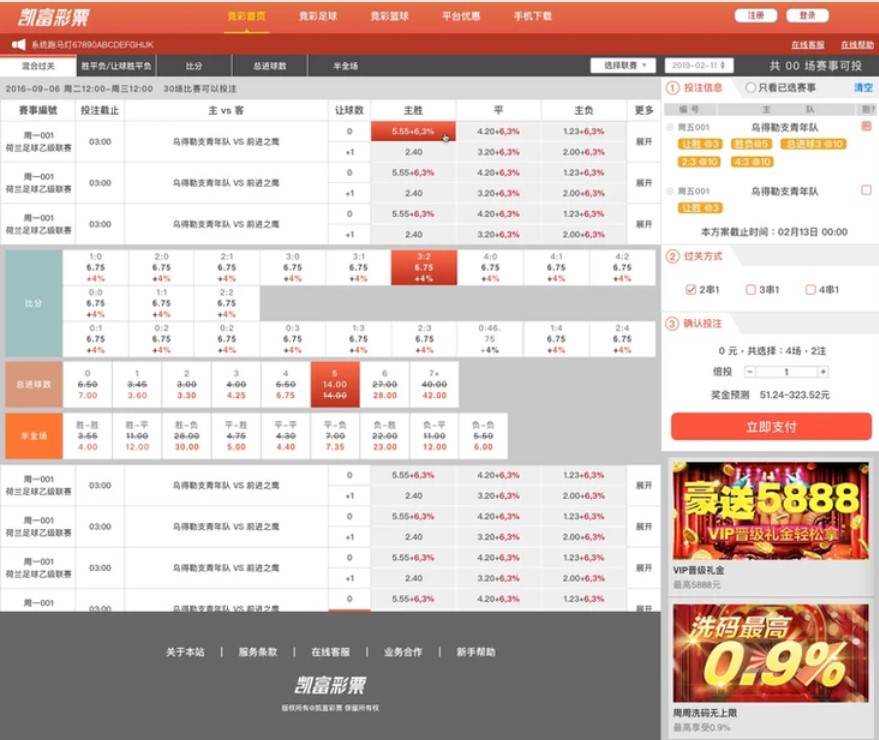 凯富彩票 竞彩首页 竞彩足球 竞彩篮球 平台优惠 手机下载 注册 登录
系统跑马灯67890ABCDEFGHIJK 在线客服 在线帮助
混合过关 胜平负/让球胜平负 比分 总进球数 半全场 选择联赛 2019-02-11 共 00 场赛事可投
2016-09-06 周二12:00-周三12:00 30场比赛可以投注
赛事編號 投注截止 主 vs 客 让球数 主胜 平 主负 更多
周一001 荷兰足球乙级联赛 03:00 乌得勒支青年队 VS 前进之鹰 0 5.55+6,3% 4.20+6,3% 1.23+6,3% 展开
+1 2.40 3.20+6,3% 2.00+6,3%
周一001 荷兰足球乙级联赛 03:00 乌得勒支青年队 VS 前进之鹰 0 5.55+6,3% 4.20+6,3% 1.23+6,3% 展开
+1 2.40 3.20+6,3% 2.00+6,3%
周一001 荷兰足球乙级联赛 03:00 乌得勒支青年队 VS 前进之鹰 0 5.55+6,3% 4.20+6,3% 1.23+6,3% 展开
+1 2.40 3.20+6,3% 2.00+6,3%
比分
1:0 2:0 2:1 3:0 3:1 3:2 4:0 4:1 4:2
6.75 6.75 6.75 6.75 6.75 6.75 6.75 6.75 6.75
+4% +4% +4% +4% +4% +4% +4% +4% +4%
0:0 1:1 2:2
6.75 6.75 6.75
+4% +4% +4%
0:1 0:2 0:2 0:3 1:3 2:3 0:46. 1:4 2:4
6.75 6.75 6.75 6.75 6.75 6.75 75 6.75 6.75
+4% +4% +4% +4% +4% +4% +4% +4% +4%
总进球数
0 1 2 3 4 5 6 7+
6.50 3.45 3.00 4.00 6.50 14.00 27.00 40.00
7.00 3.60 3.30 4.25 6.75 14.00 28.00 42.00
半全场
胜-胜 胜-平 胜-负 平-胜 平-平 平-负 负-胜 负-平 负-负
3.55 11.00 28.00 4.75 4.30 7.00 22.00 11.00 5.50
4.00 12.00 30.00 5.00 4.40 7.35 23.00 12.00 6.00
周一001 荷兰足球乙级联赛 03:00 乌得勒支青年队 VS 前进之鹰 0 5.55+6,3% 4.20+6,3% 1.23+6,3% 展开
+1 2.40 3.20+6,3% 2.00+6,3%
周一001 荷兰足球乙级联赛 03:00 乌得勒支青年队 VS 前进之鹰 0 5.55+6,3% 4.20+6,3% 1.23+6,3% 展开
+1 2.40 3.20+6,3% 2.00+6,3%
周一001 荷兰足球乙级联赛 03:00 乌得勒支青年队 VS 前进之鹰 0 5.55+6,3% 4.20+6,3% 1.23+6,3% 展开
+1 2.40 3.20+6,3% 2.00+6,3%
周一001 03:00 乌得勒支青年队 VS 前进之鹰 0 5.55+6,3% 4.20+6,3% 1.23+6,3% 展开
1 投注信息 只看已选赛事 清空
编号 主 队 胆?
周五001 乌得勒支青年队 胆
让胜 @3 胜负@5 总进球3 @10
2:3 @10 4:3 @10
周五001 乌得勒支青年队
让胜 @3
本方案截止时间：02月13日 00:00
2 过关方式
2串1 3串1 4串1
3 确认投注
0 元，共选择：4场，2注
倍投 − 1 +
奖金预测 51.24-323.52元
立即支付
豪送5888
VIP晋级礼金轻松拿
VIP晋级礼金
最高5888元
洗码最高
0.9%
周周洗码无上限
最高享受0.9%
关于本站 | 服务条款 | 在线客服 | 业务合作 | 新手帮助
凯富彩票
版权所有©凯富彩票 保留所有权